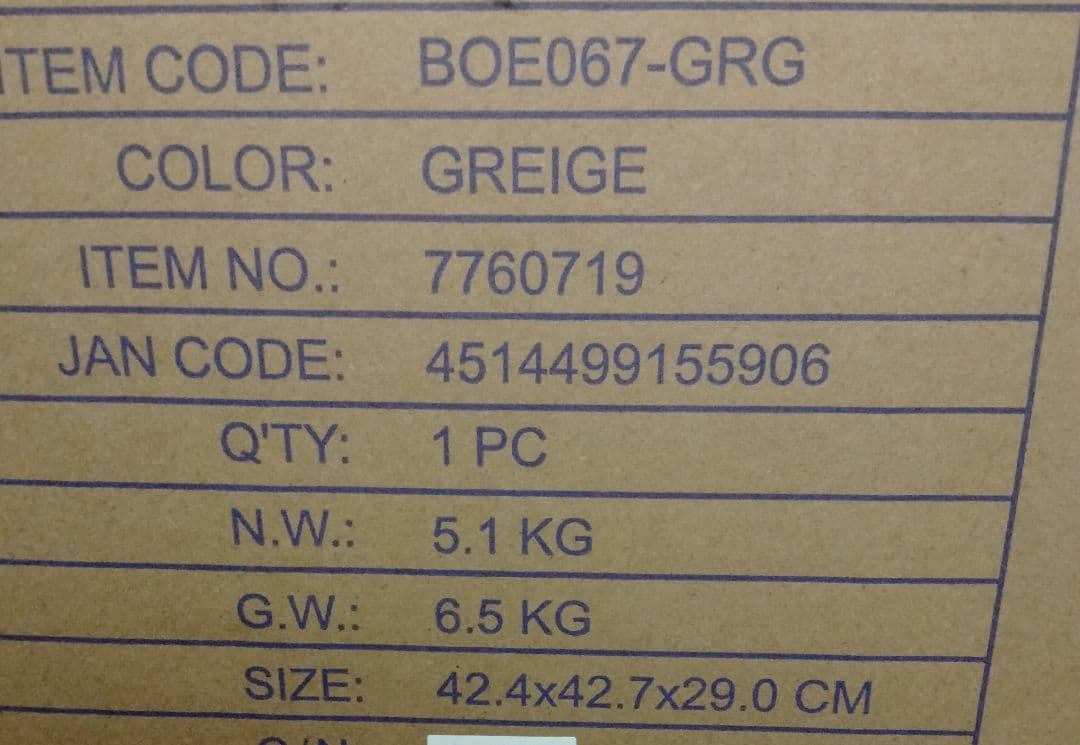 ITEM CODE: BOE067-GRG
COLOR: GREIGE
ITEM NO.: 7760719
JAN CODE: 4514499155906
Q'TY: 1 PC
N.W.: 5.1 KG
G.W.: 6.5 KG
SIZE: 42.4x42.7x29.0 CM